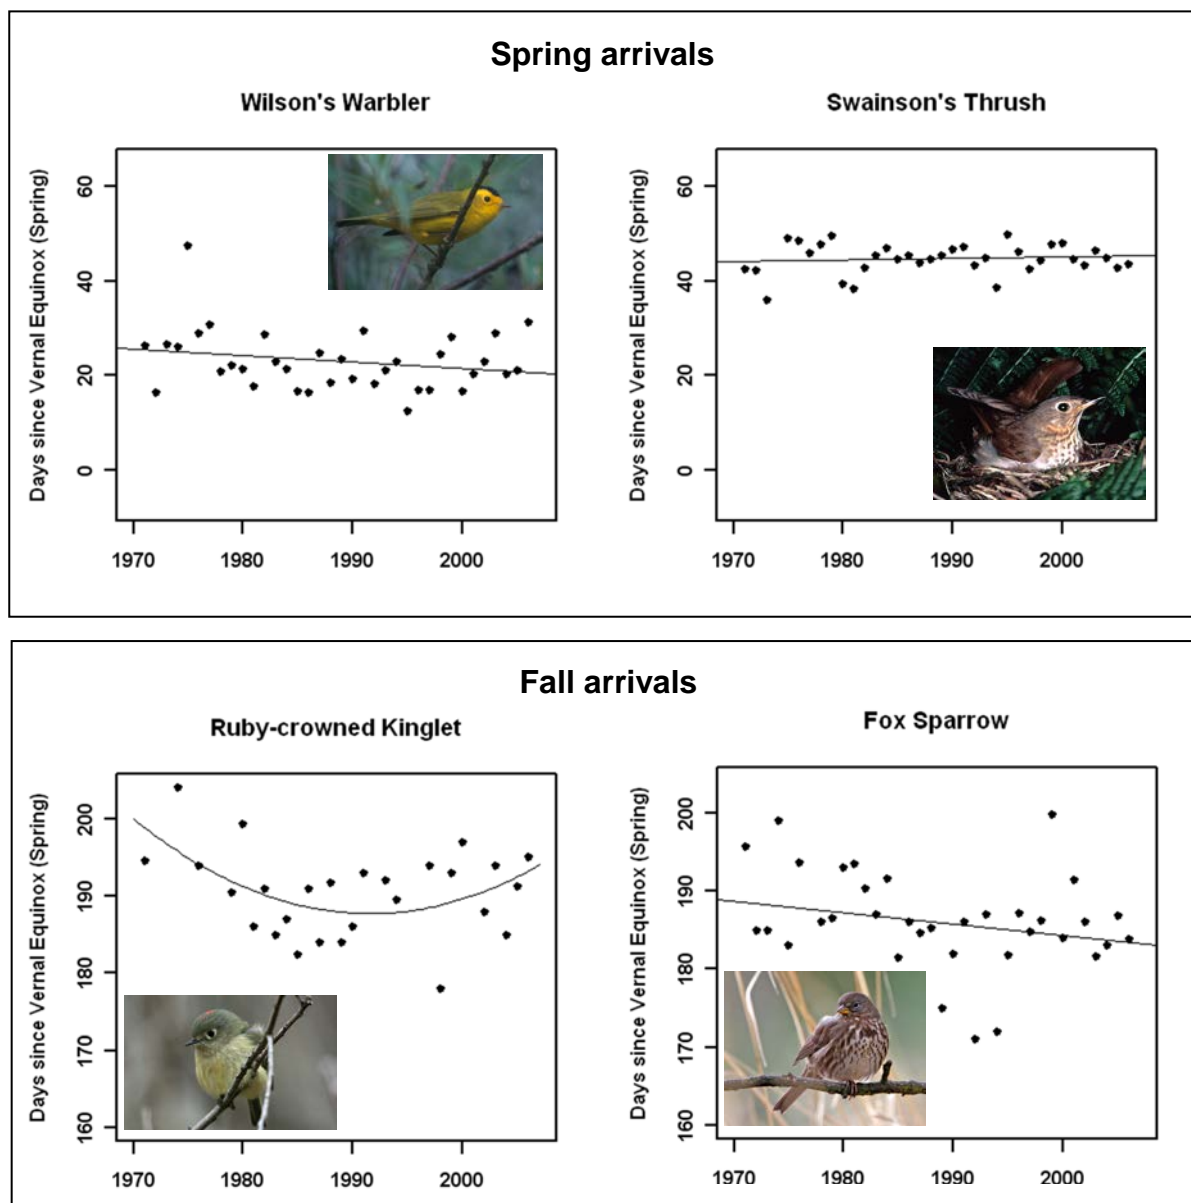 Spring arrivals
Wilson's Warbler
Days since Vernal Equinox (Spring)
60
40
20
0
1970 1980 1990 2000
Swainson's Thrush
Days since Vernal Equinox (Spring)
60
40
20
0
1970 1980 1990 2000
Fall arrivals
Ruby-crowned Kinglet
Days since Vernal Equinox (Spring)
200
190
180
170
160
1970 1980 1990 2000
Fox Sparrow
Days since Vernal Equinox (Spring)
200
190
180
170
160
1970 1980 1990 2000